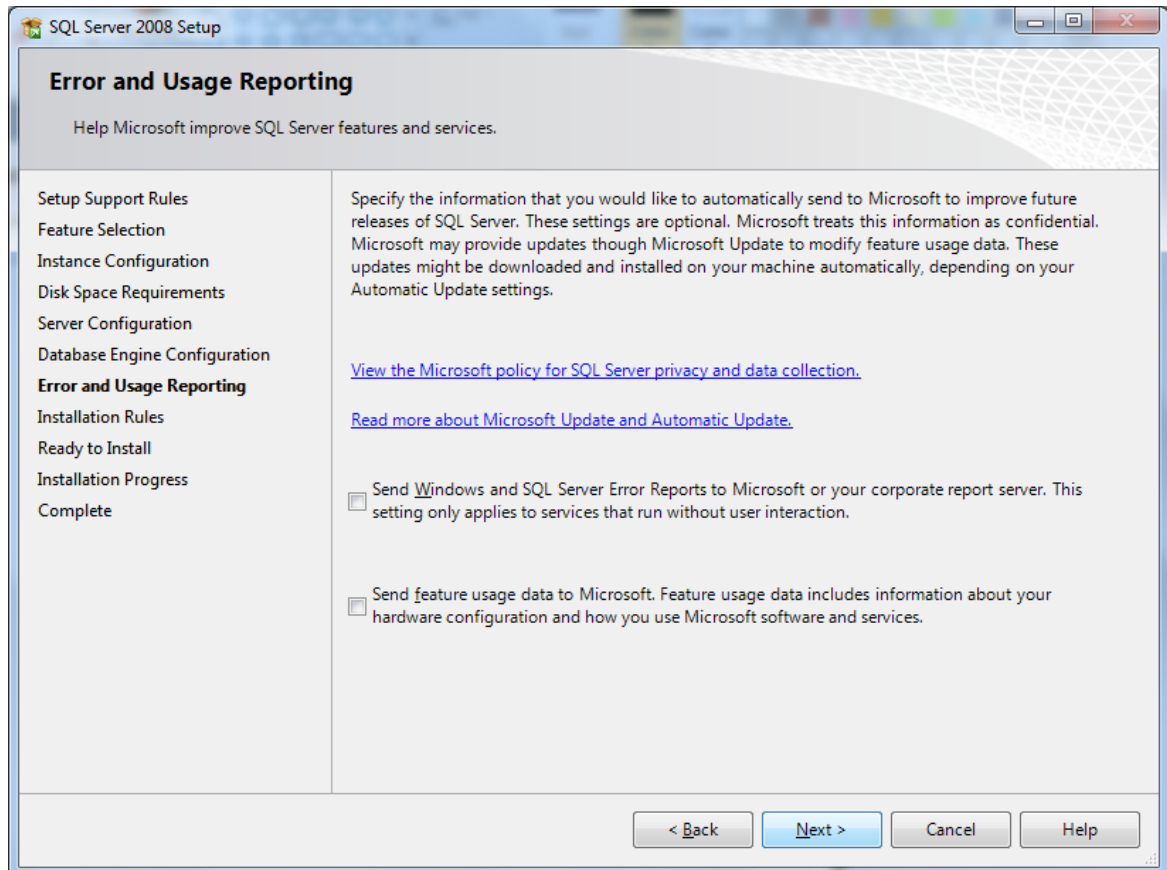 SQL Server 2008 Setup
Error and Usage Reporting
Help Microsoft improve SQL Server features and services.
Setup Support Rules
Feature Selection
Instance Configuration
Disk Space Requirements
Server Configuration
Database Engine Configuration
Error and Usage Reporting
Installation Rules
Ready to Install
Installation Progress
Complete
Specify the information that you would like to automatically send to Microsoft to improve future
releases of SQL Server. These settings are optional. Microsoft treats this information as confidential.
Microsoft may provide updates though Microsoft Update to modify feature usage data. These
updates might be downloaded and installed on your machine automatically, depending on your
Automatic Update settings.
View the Microsoft policy for SQL Server privacy and data collection.
Read more about Microsoft Update and Automatic Update.
Send Windows and SQL Server Error Reports to Microsoft or your corporate report server. This
setting only applies to services that run without user interaction.
Send feature usage data to Microsoft. Feature usage data includes information about your
hardware configuration and how you use Microsoft software and services.
< Back
Next >
Cancel
Help